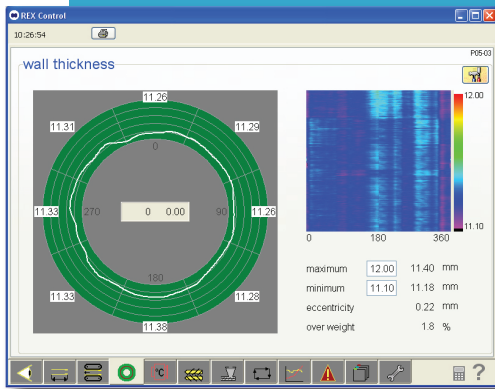 REX Control
10:26:54
P05-03
wall thickness
11.26
11.31
11.29
12.00
0
11.33
270
0 0.00
90
11.26
11.10
0 180 360
180
11.33
11.28
11.38
maximum 12.00 11.40 mm
minimum 11.10 11.18 mm
eccentricity 0.22 mm
over weight 1.8 %
°C
?